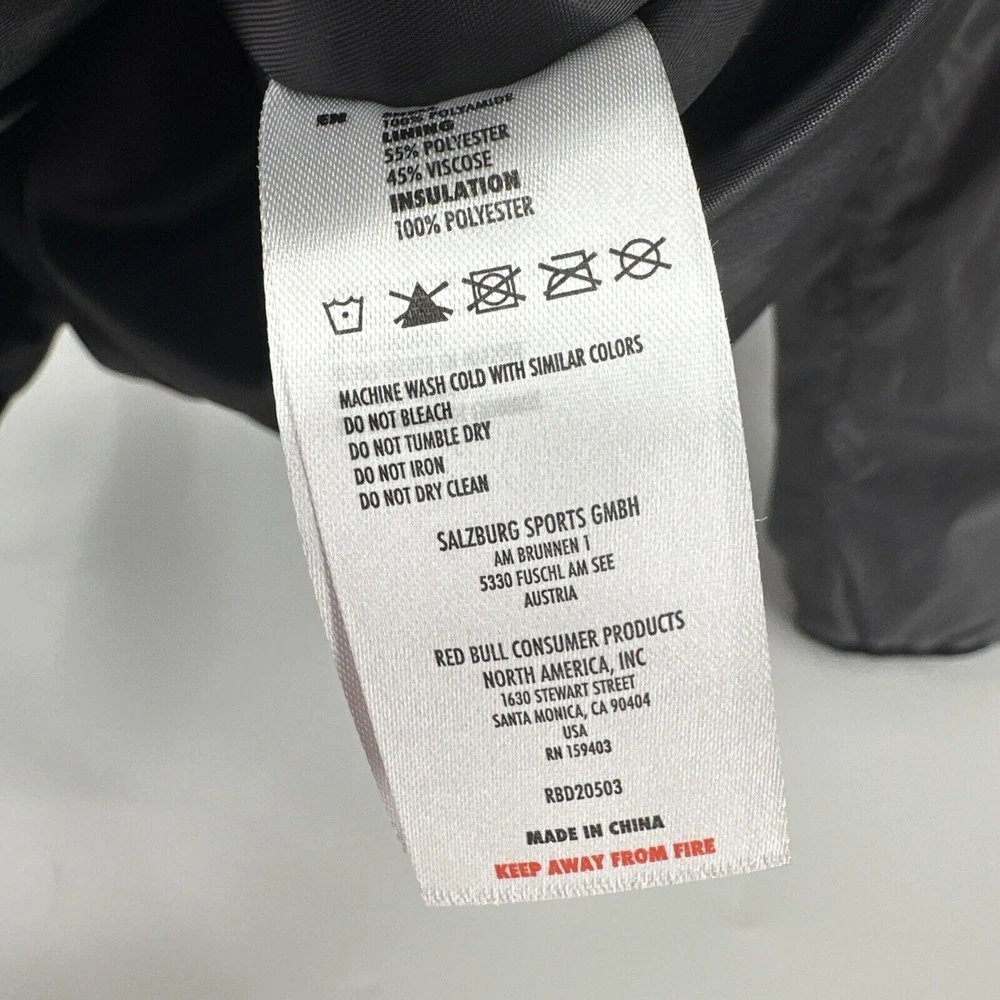 EN
100% POLYAMIDE
LINING
55% POLYESTER
45% VISCOSE
INSULATION
100% POLYESTER
MACHINE WASH COLD WITH SIMILAR COLORS
DO NOT BLEACH
DO NOT TUMBLE DRY
DO NOT IRON
DO NOT DRY CLEAN
SALZBURG SPORTS GMBH
AM BRUNNEN 1
5330 FUSCHL AM SEE
AUSTRIA
RED BULL CONSUMER PRODUCTS
NORTH AMERICA, INC
1630 STEWART STREET
SANTA MONICA, CA 90404
USA
RN 159403
RBD20503
MADE IN CHINA
KEEP AWAY FROM FIRE